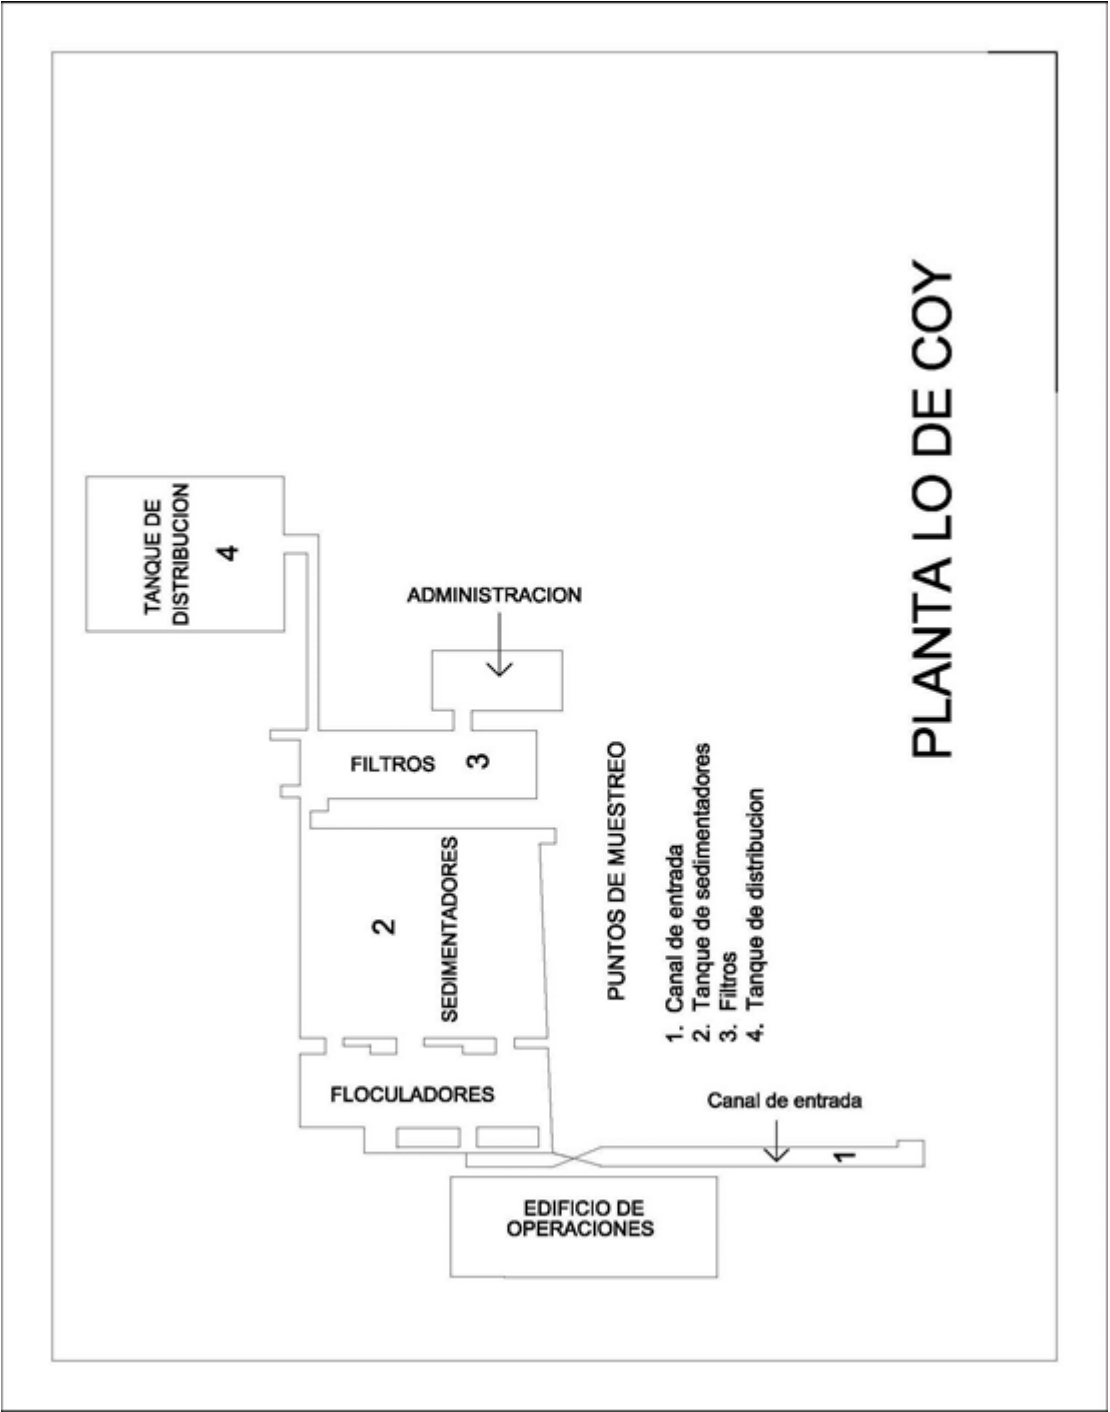 TANQUE DE
DISTRIBUCION
4
ADMINISTRACION
FILTROS
3
2
SEDIMENTADORES
FLOCULADORES
Canal de entrada
1
EDIFICIO DE
OPERACIONES
PUNTOS DE MUESTREO
1. Canal de entrada
2. Tanque de sedimentadores
3. Filtros
4. Tanque de distribucion
PLANTA LO DE COY